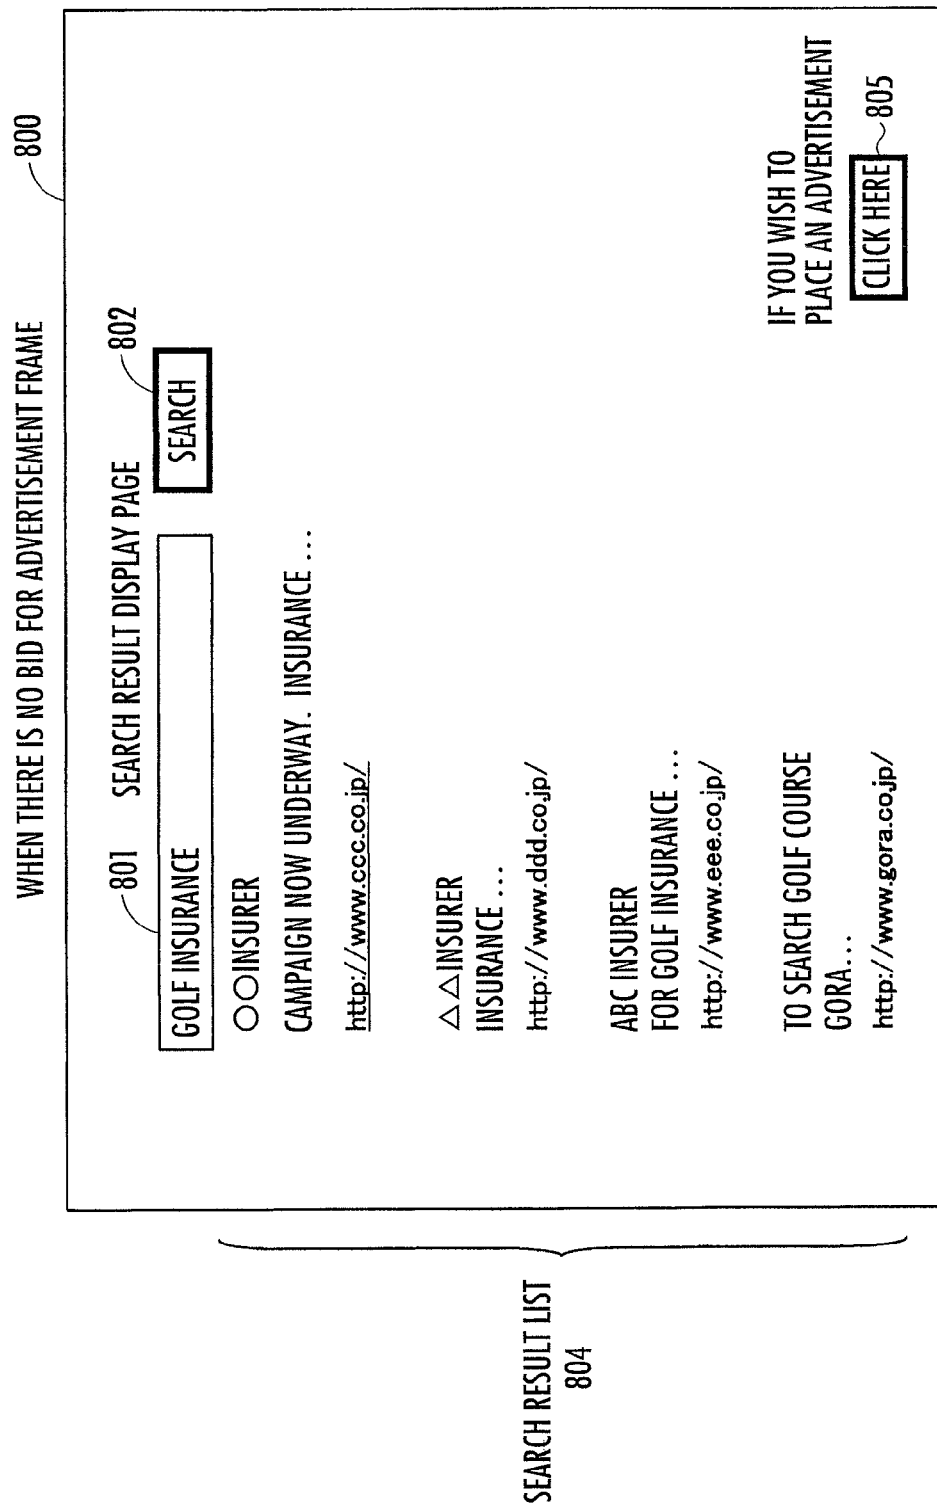 WHEN THERE IS NO BID FOR ADVERTISEMENT FRAME
800
801 SEARCH RESULT DISPLAY PAGE 802
GOLF INSURANCE SEARCH
○○INSURER
CAMPAIGN NOW UNDERWAY. INSURANCE ...
http://www.ccc.co.jp/
△△INSURER
INSURANCE ...
http://www.ddd.co.jp/
ABC INSURER
FOR GOLF INSURANCE ...
http://www.eee.co.jp/
TO SEARCH GOLF COURSE
GORA...
http://www.gora.co.jp/
SEARCH RESULT LIST
804
IF YOU WISH TO
PLACE AN ADVERTISEMENT
CLICK HERE 805